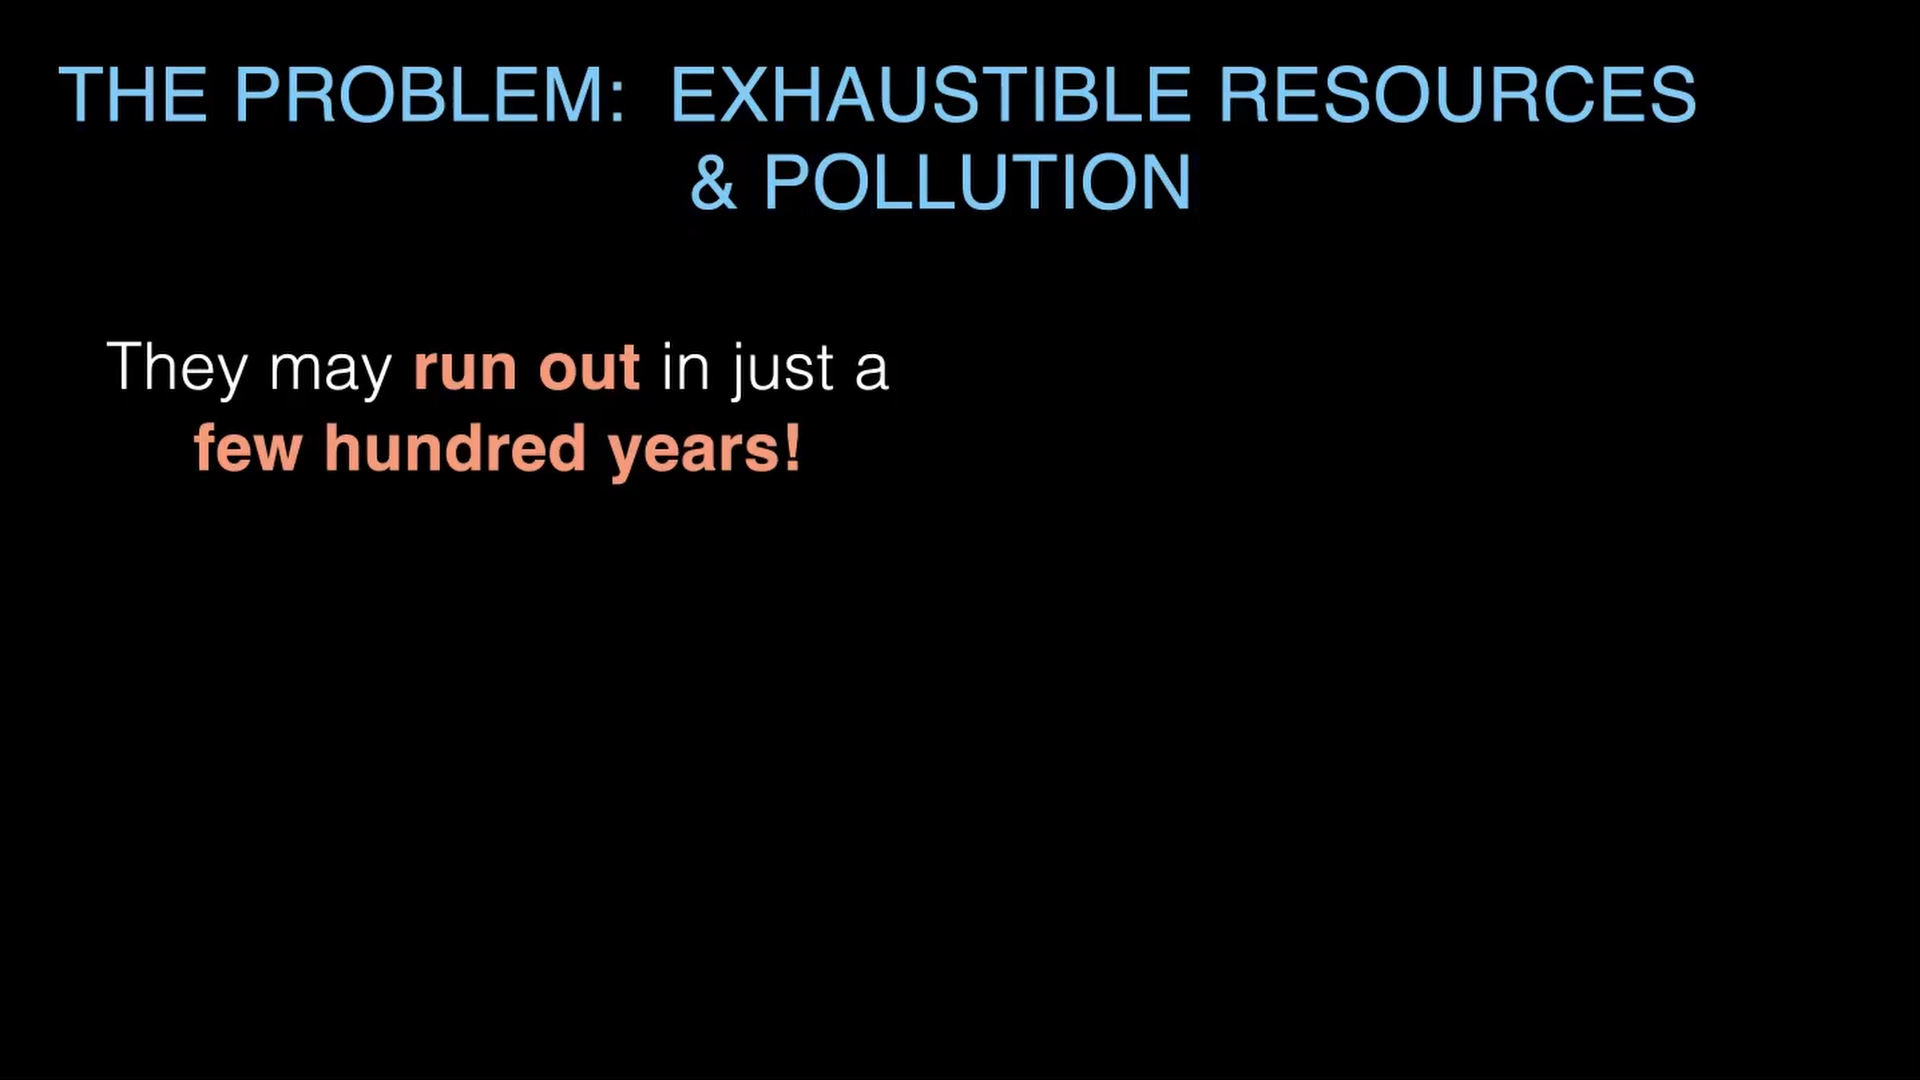 THE PROBLEM: EXHAUSTIBLE RESOURCES
& POLLUTION
They may run out in just a
few hundred years!